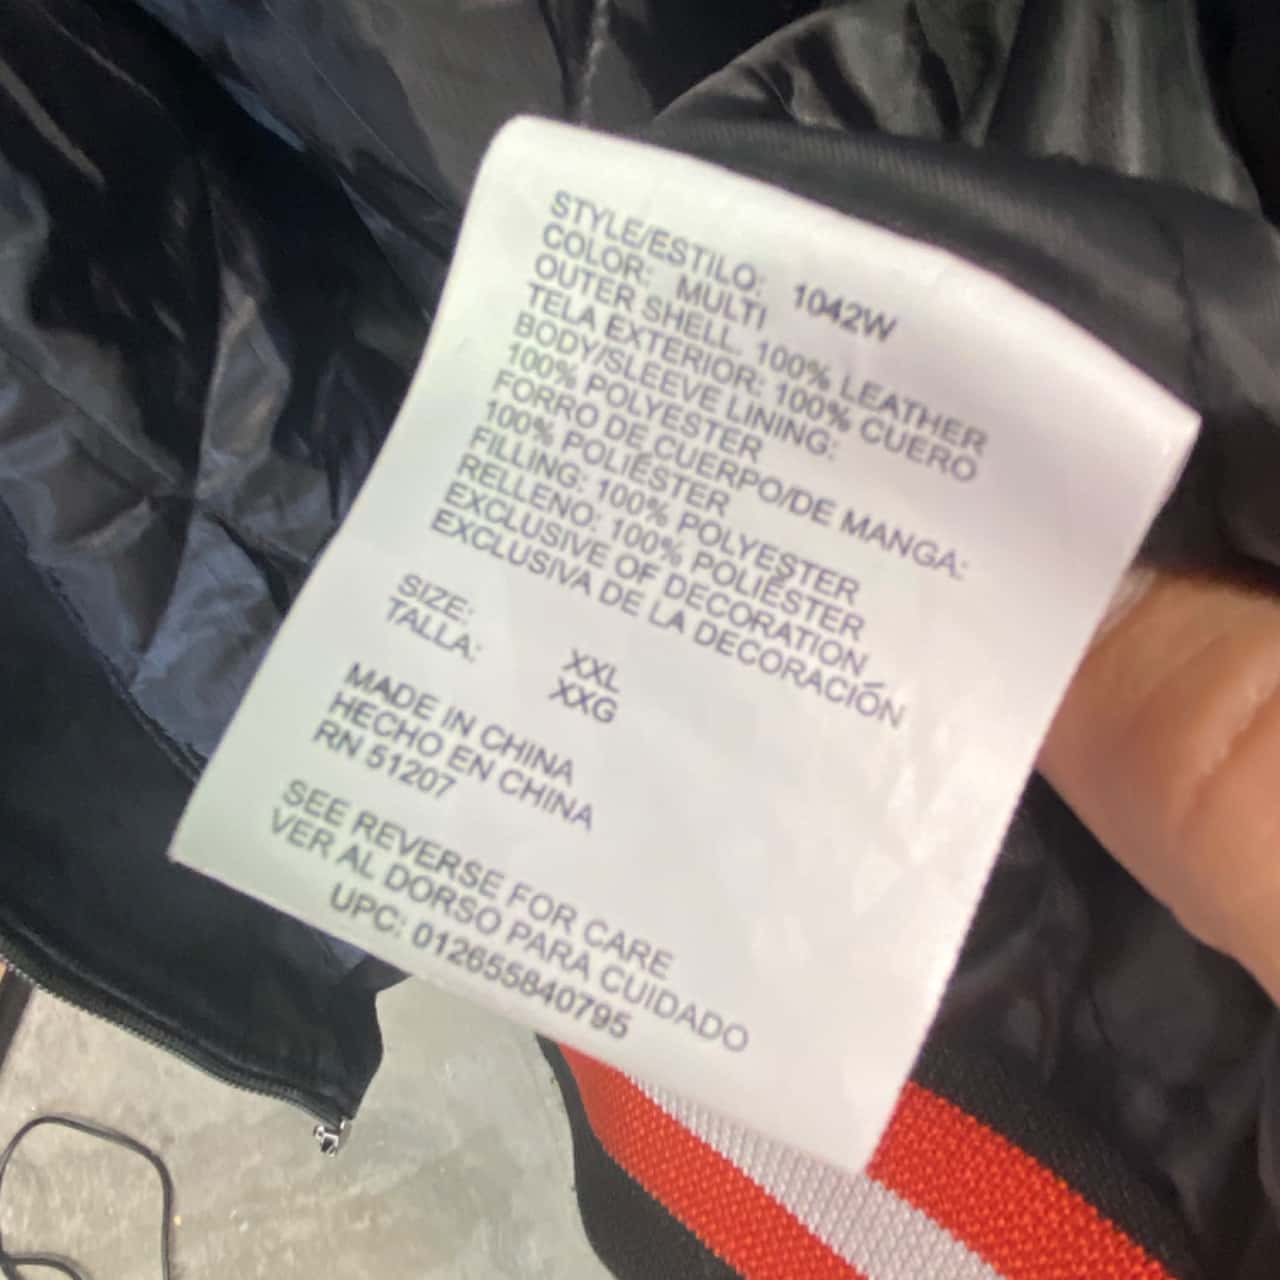 STYLE/ESTILO: 1042W
COLOR: MULTI
OUTER SHELL: 100% LEATHER
TELA EXTERIOR: 100% CUERO
BODY/SLEEVE LINING:
100% POLYESTER
FORRO DE CUERPO/DE MANGA:
100% POLIÉSTER
FILLING: 100% POLYESTER
RELLENO: 100% POLIÉSTER
EXCLUSIVE OF DECORATION
EXCLUSIVA DE LA DECORACIÓN
SIZE: XXL
TALLA: XXG
MADE IN CHINA
HECHO EN CHINA
RN 51207
SEE REVERSE FOR CARE
VER AL DORSO PARA CUIDADO
UPC: 012655840795